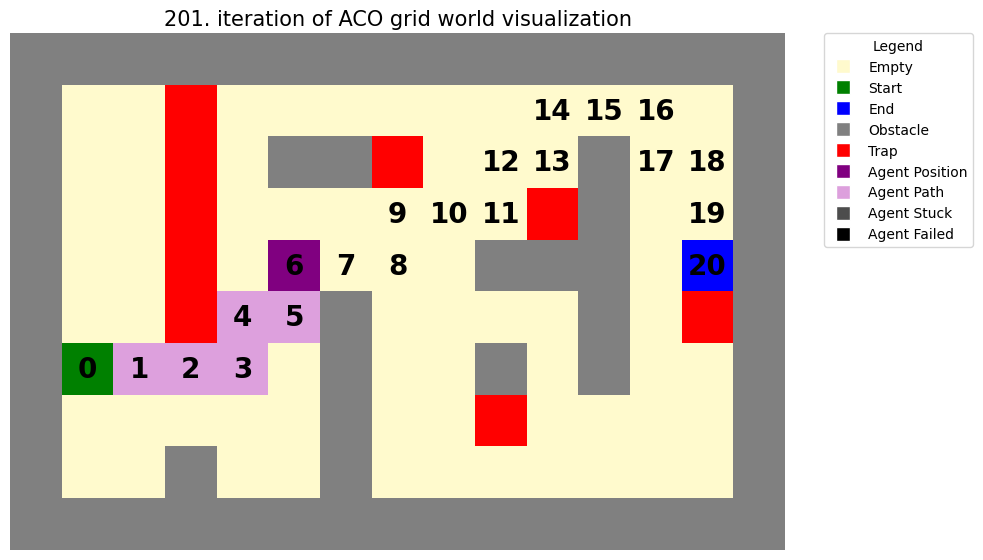 201. iteration of ACO grid world visualization
14 15 16
12 13 17 18
9 10 11 19
6 7 8 20
4 5
0 1 2 3
Legend
Empty
Start
End
Obstacle
Trap
Agent Position
Agent Path
Agent Stuck
Agent Failed